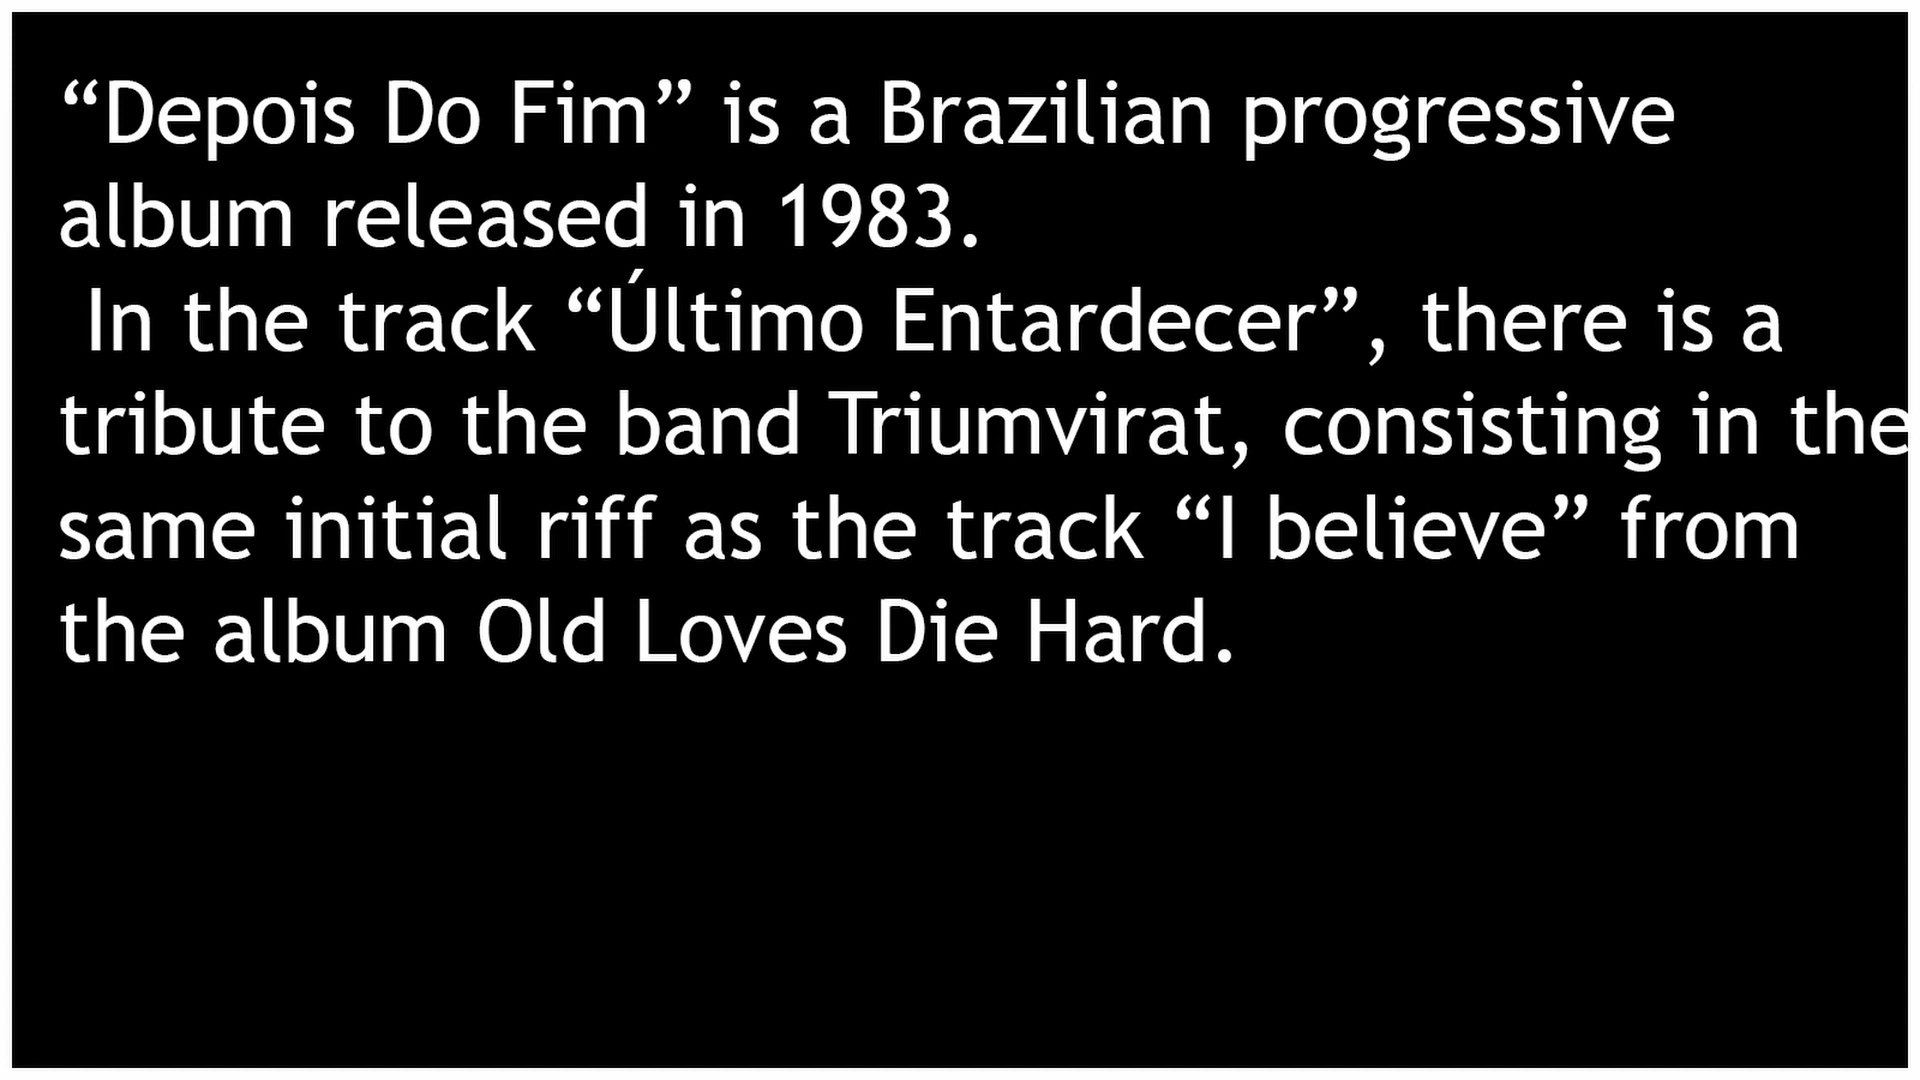 “Depois Do Fim” is a Brazilian progressive
album released in 1983.
In the track “Último Entardecer”, there is a
tribute to the band Triumvirat, consisting in the
same initial riff as the track “I believe” from
the album Old Loves Die Hard.